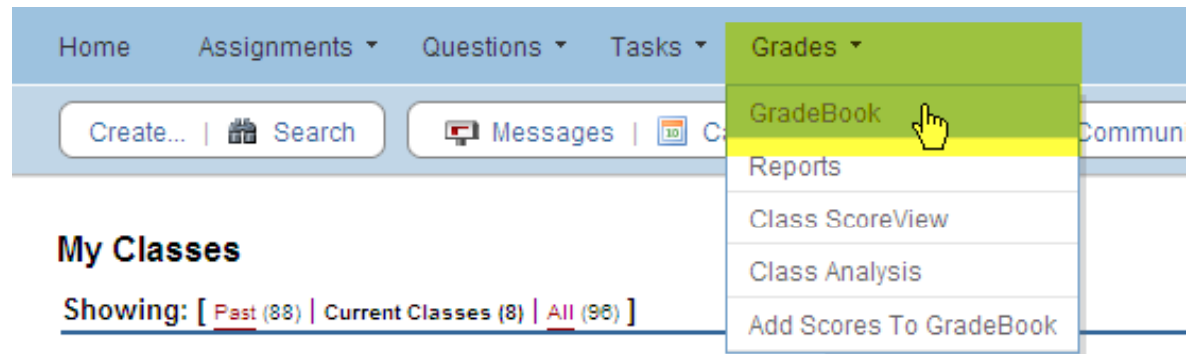 Home Assignments Questions Tasks Grades
GradeBook
Create... | Search Messages |
Reports
Class ScoreView
My Classes
Class Analysis
Showing: [ Past (88) | Current Classes (8) | All (96) ]
Add Scores To GradeBook